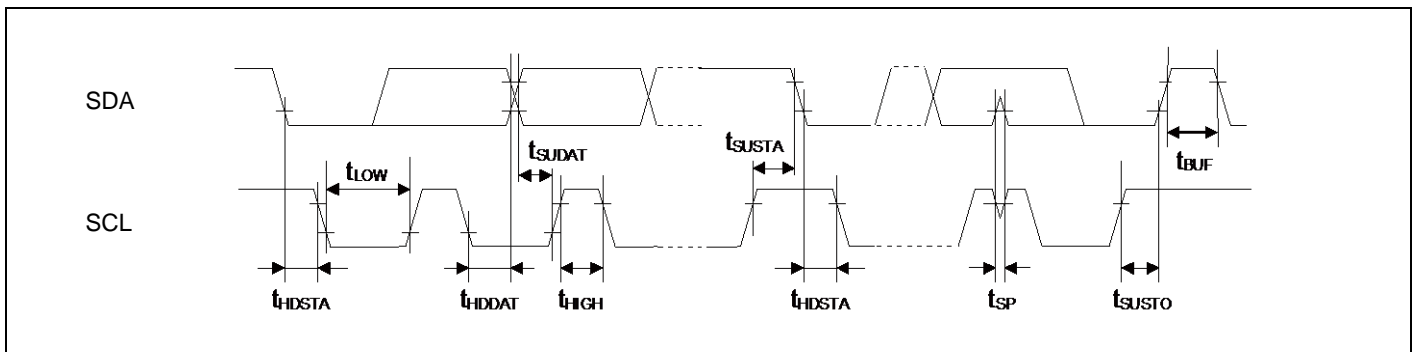 SDA
tSUDAT
tSUSTA
tBUF
tLOW
SCL
tHDSTA
tHDDAT
tHIGH
tHDSTA
tSP
tSUSTO